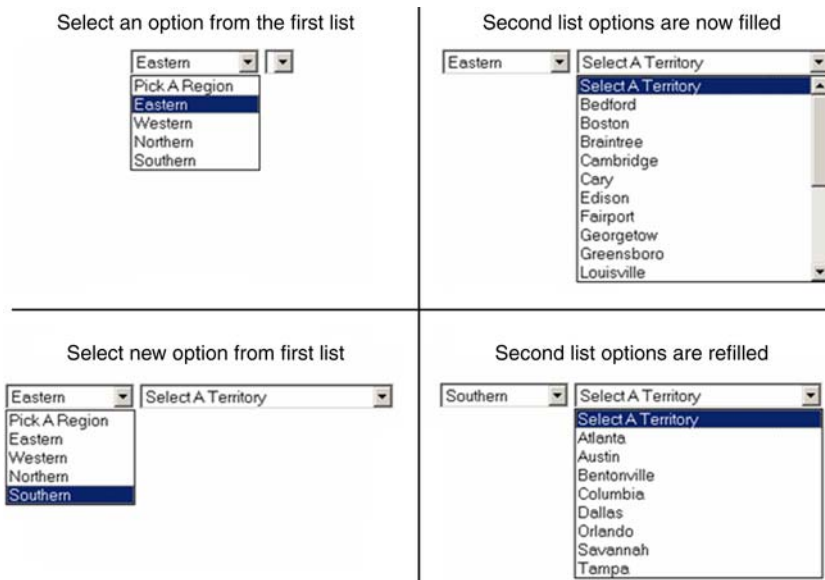 Select an option from the first list
Eastern
Pick A Region
Eastern
Western
Northern
Southern
Second list options are now filled
Eastern
Select A Territory
Select A Territory
Bedford
Boston
Braintree
Cambridge
Cary
Edison
Fairport
Georgetow
Greensboro
Louisville
Select new option from first list
Eastern
Select A Territory
Pick A Region
Eastern
Western
Northern
Southern
Second list options are refilled
Southern
Select A Territory
Select A Territory
Atlanta
Austin
Bentonville
Columbia
Dallas
Orlando
Savannah
Tampa